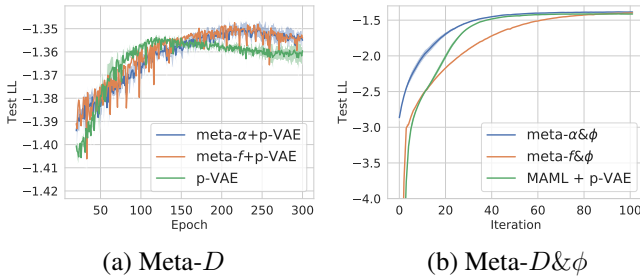 −1.35
−1.36
−1.37
−1.38
−1.39
−1.40
−1.41
−1.42
Test LL
50
100
150
200
250
300
Epoch
meta-α+p-VAE
meta-f+p-VAE
p-VAE
(a) Meta-D
−1.5
−2.0
−2.5
−3.0
−3.5
−4.0
Test LL
0
20
40
60
80
100
Iteration
meta-α&ϕ
meta-f&ϕ
MAML + p-VAE
(b) Meta-D&ϕ